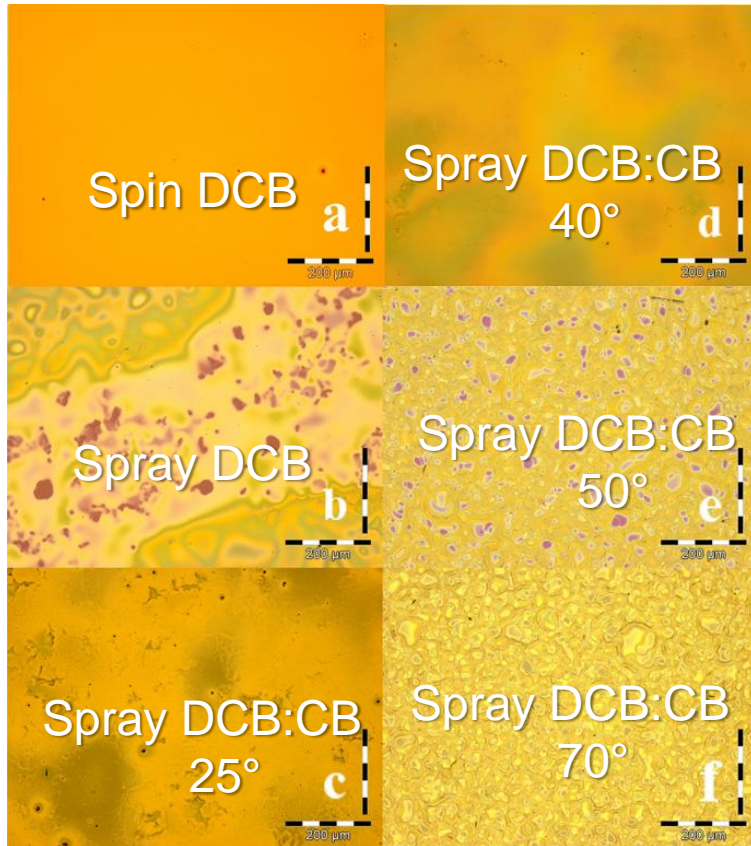 Spin DCB
a
200 µm
Spray DCB:CB
40°
d
200 µm
Spray DCB
b
200 µm
Spray DCB:CB
50°
e
200 µm
Spray DCB:CB
25°
c
200 µm
Spray DCB:CB
70°
f
200 µm